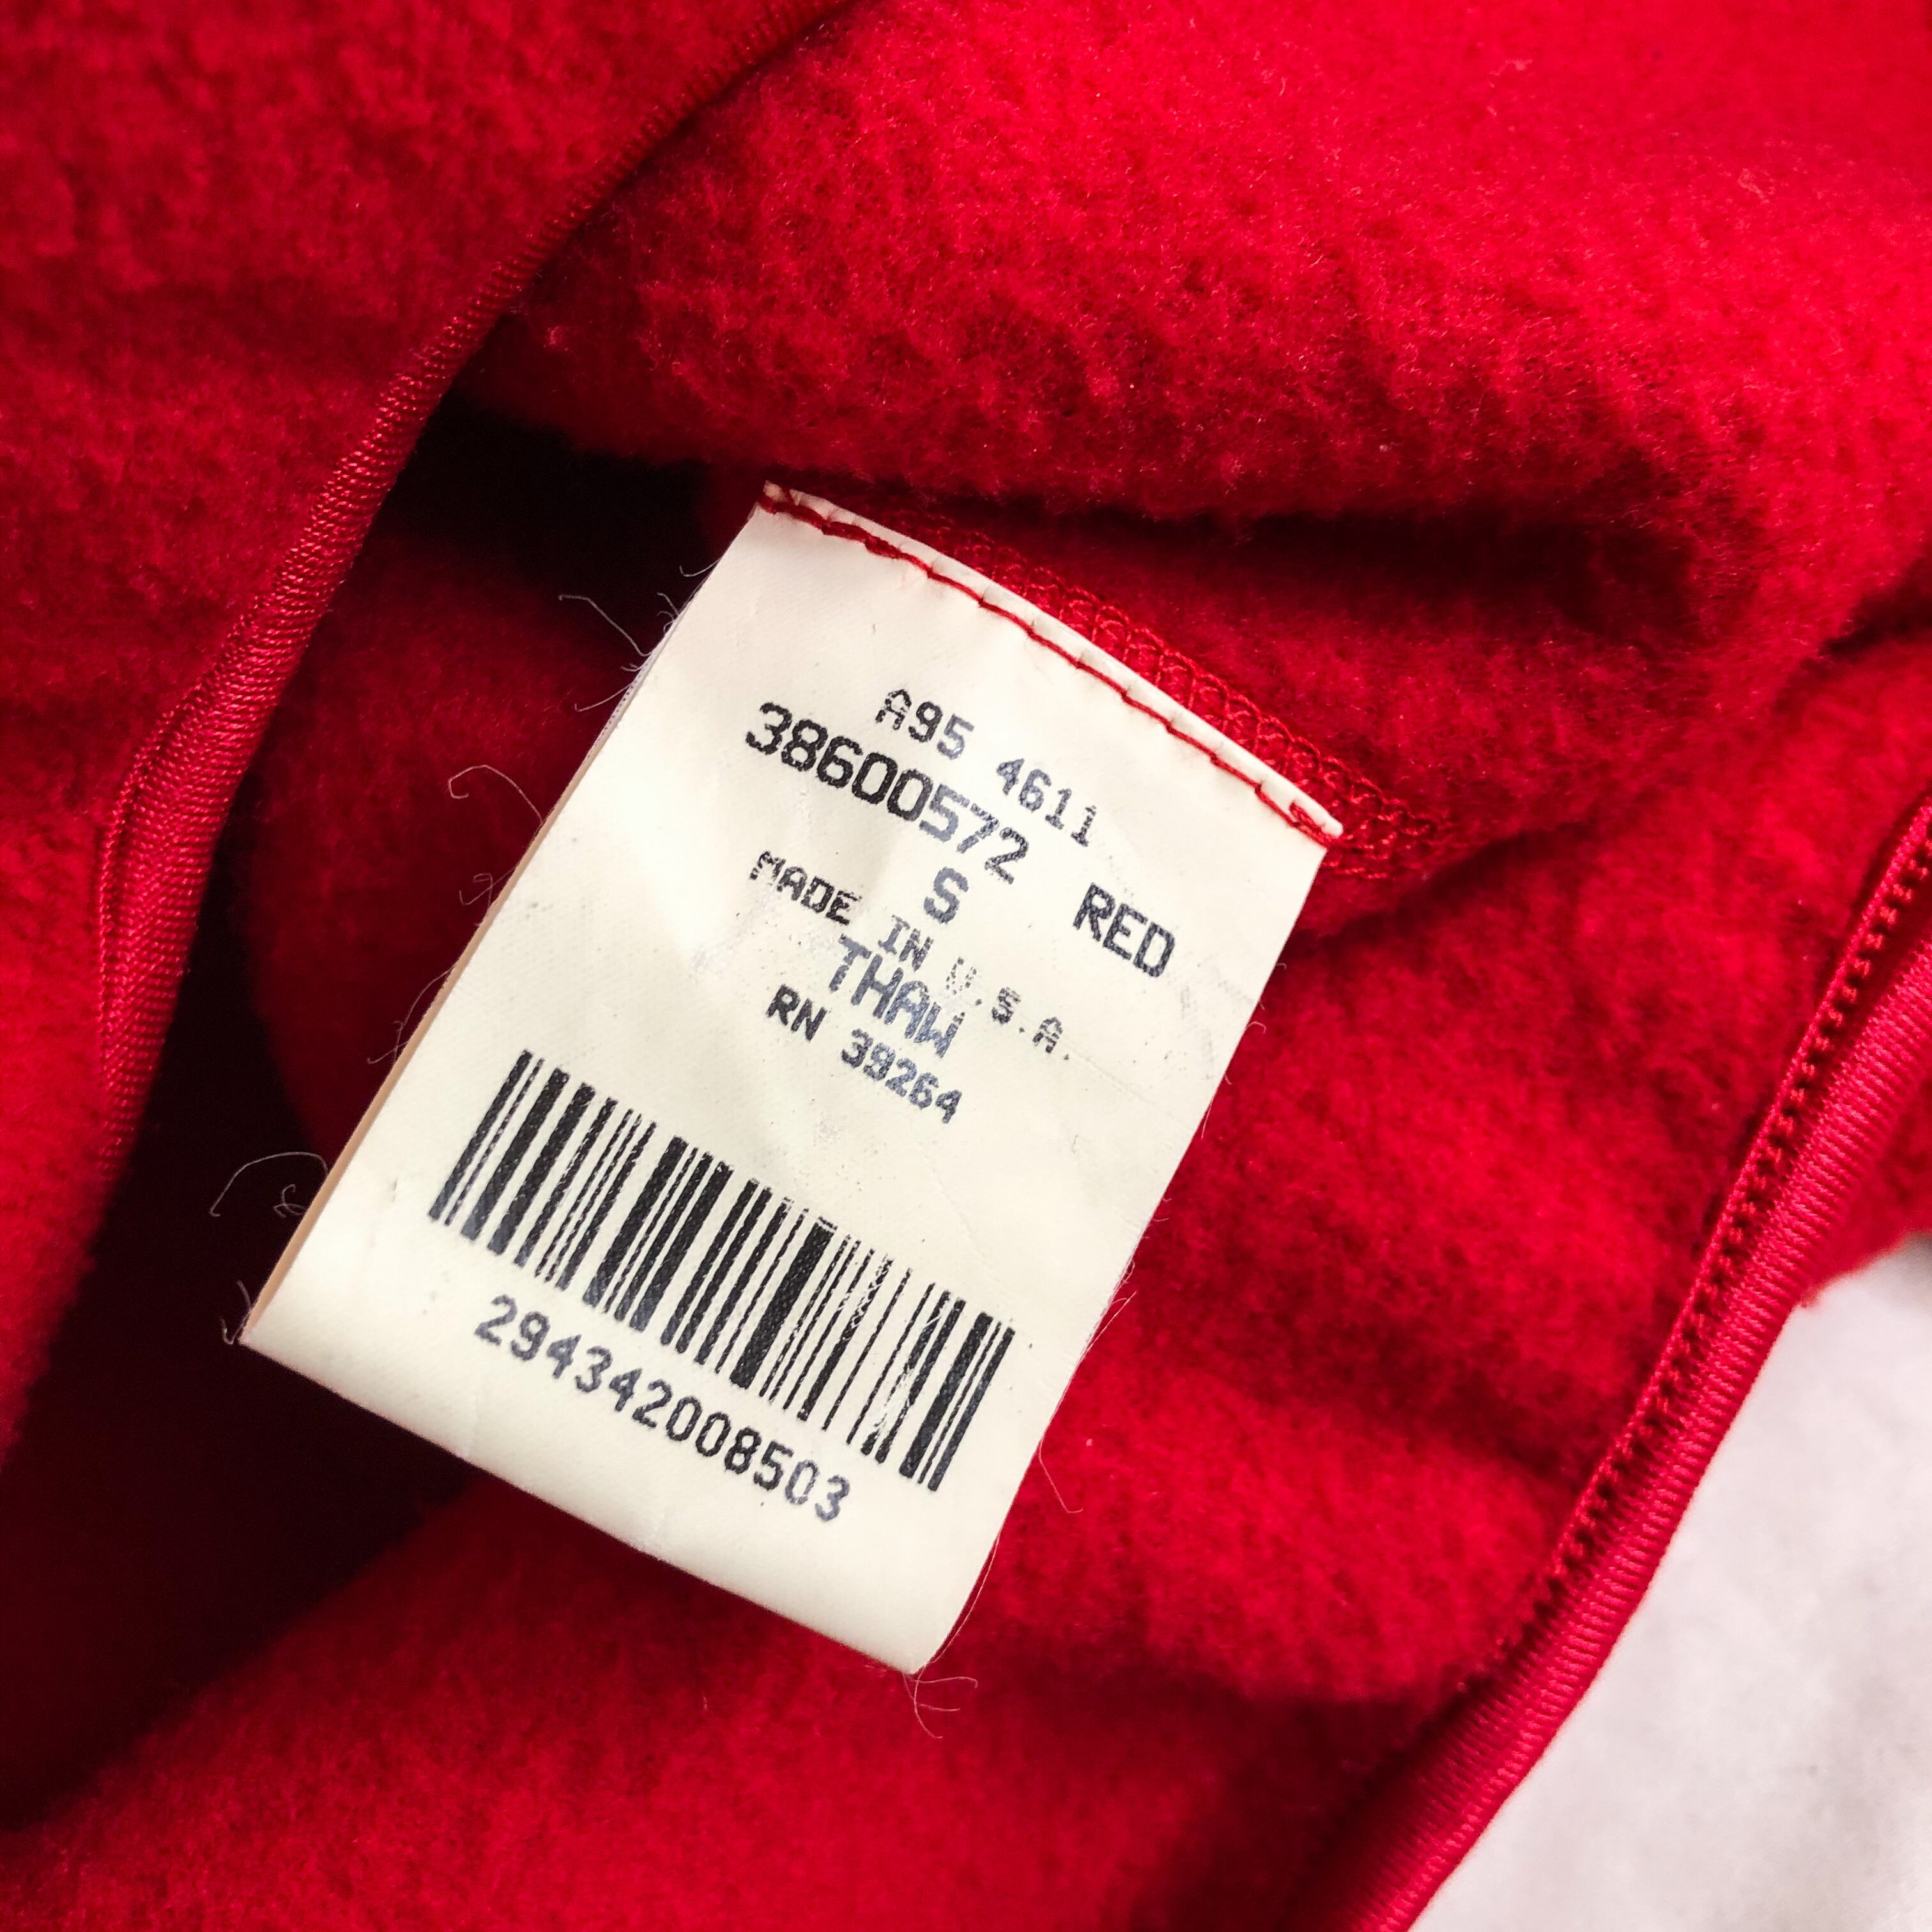 A95 4611
38600572 RED
S
MADE IN U.S.A.
THAW
RN 39264
294342008503